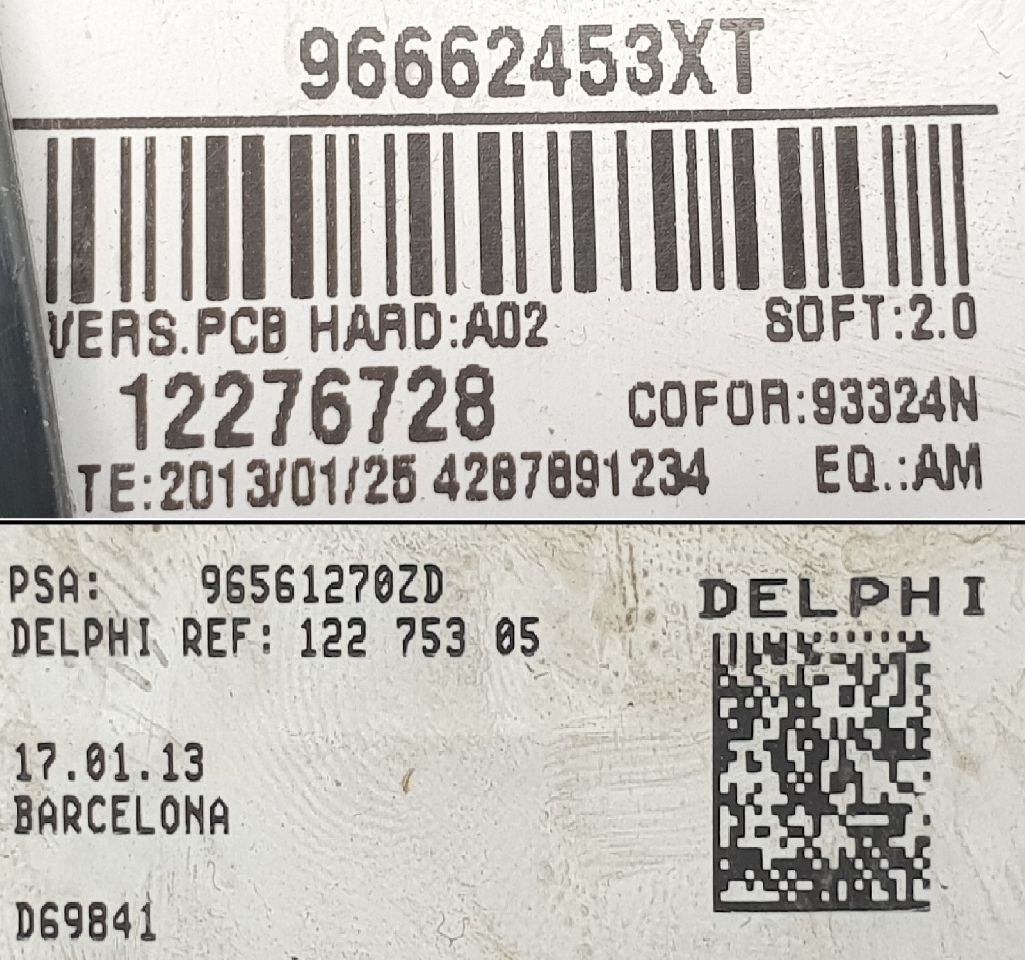 96662453XT
VERS.PCB HARD:A02 SOFT:2.0
12276728 COFOR:93324N
TE:2013/01/25 4287891234 EQ.:AM
PSA: 96561270ZD DELPHI
DELPHI REF: 122 753 05
17.01.13
BARCELONA
D69841